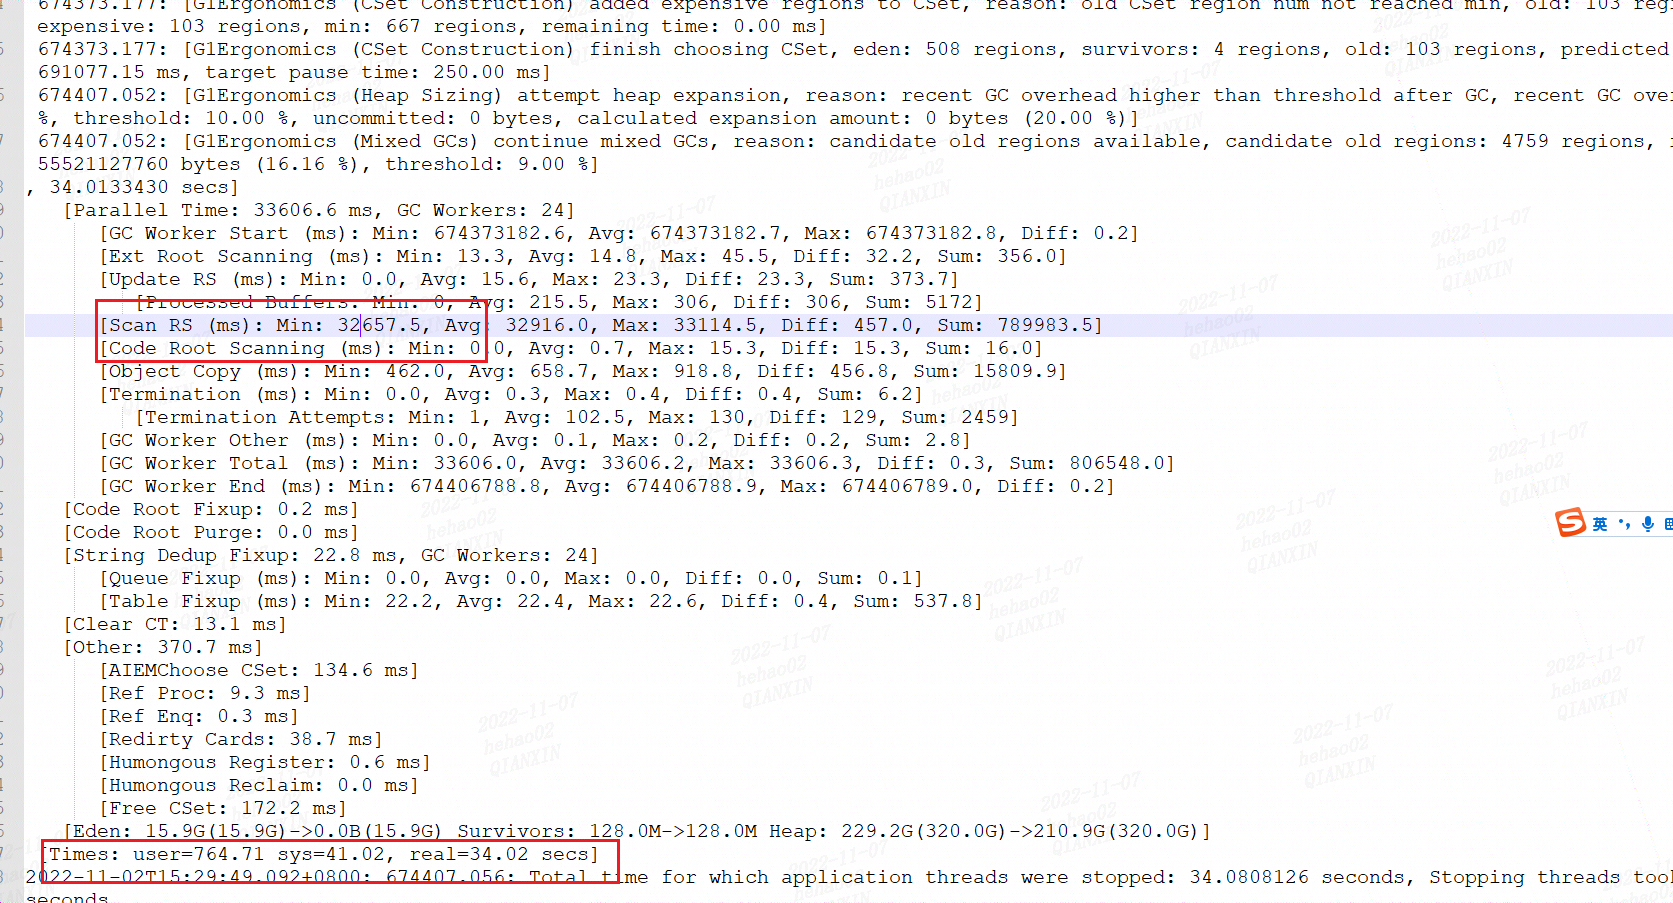 674373.177: [G1Ergonomics (CSet Construction) added expensive regions to CSet, reason: old CSet region num not reached min, old: 103
expensive: 103 regions, min: 667 regions, remaining time: 0.00 ms]
674373.177: [G1Ergonomics (CSet Construction) finish choosing CSet, eden: 508 regions, survivors: 4 regions, old: 103 regions, predicted
691077.15 ms, target pause time: 250.00 ms]
674407.052: [G1Ergonomics (Heap Sizing) attempt heap expansion, reason: recent GC overhead higher than threshold after GC, recent GC
%, threshold: 10.00 %, uncommitted: 0 bytes, calculated expansion amount: 0 bytes (20.00 %)]
674407.052: [G1Ergonomics (Mixed GCs) continue mixed GCs, reason: candidate old regions available, candidate old regions: 4759 regions,
55521127760 bytes (16.16 %), threshold: 9.00 %]
, 34.0133430 secs]
[Parallel Time: 33606.6 ms, GC Workers: 24]
[GC Worker Start (ms): Min: 674373182.6, Avg: 674373182.7, Max: 674373182.8, Diff: 0.2]
[Ext Root Scanning (ms): Min: 13.3, Avg: 14.8, Max: 45.5, Diff: 32.2, Sum: 356.0]
[Update RS (ms): Min: 0.0, Avg: 15.6, Max: 23.3, Diff: 23.3, Sum: 373.7]
[Processed Buffers: Min: 0, Avg: 215.5, Max: 306, Diff: 306, Sum: 5172]
[Scan RS (ms): Min: 32657.5, Avg: 32916.0, Max: 33114.5, Diff: 457.0, Sum: 789983.5]
[Code Root Scanning (ms): Min: 0.0, Avg: 0.7, Max: 15.3, Diff: 15.3, Sum: 16.0]
[Object Copy (ms): Min: 462.0, Avg: 658.7, Max: 918.8, Diff: 456.8, Sum: 15809.9]
[Termination (ms): Min: 0.0, Avg: 0.3, Max: 0.4, Diff: 0.4, Sum: 6.2]
[Termination Attempts: Min: 1, Avg: 102.5, Max: 130, Diff: 129, Sum: 2459]
[GC Worker Other (ms): Min: 0.0, Avg: 0.1, Max: 0.2, Diff: 0.2, Sum: 2.8]
[GC Worker Total (ms): Min: 33606.0, Avg: 33606.2, Max: 33606.3, Diff: 0.3, Sum: 806548.0]
[GC Worker End (ms): Min: 674406788.8, Avg: 674406788.9, Max: 674406789.0, Diff: 0.2]
[Code Root Fixup: 0.2 ms]
[Code Root Purge: 0.0 ms]
[String Dedup Fixup: 22.8 ms, GC Workers: 24]
[Queue Fixup (ms): Min: 0.0, Avg: 0.0, Max: 0.0, Diff: 0.0, Sum: 0.1]
[Table Fixup (ms): Min: 22.2, Avg: 22.4, Max: 22.6, Diff: 0.4, Sum: 537.8]
[Clear CT: 13.1 ms]
[Other: 370.7 ms]
[AIEMChoose CSet: 134.6 ms]
[Ref Proc: 9.3 ms]
[Ref Enq: 0.3 ms]
[Redirty Cards: 38.7 ms]
[Humongous Register: 0.6 ms]
[Humongous Reclaim: 0.0 ms]
[Free CSet: 172.2 ms]
[Eden: 15.9G(15.9G)->0.0B(15.9G) Survivors: 128.0M->128.0M Heap: 229.2G(320.0G)->210.9G(320.0G)]
[Times: user=764.71 sys=41.02, real=34.02 secs]
2022-11-02T15:29:49.092+0800: 674407.056: Total time for which application threads were stopped: 34.0808126 seconds, Stopping threads took
seconds
英
2022-11-07
hehao02
QIANXIN